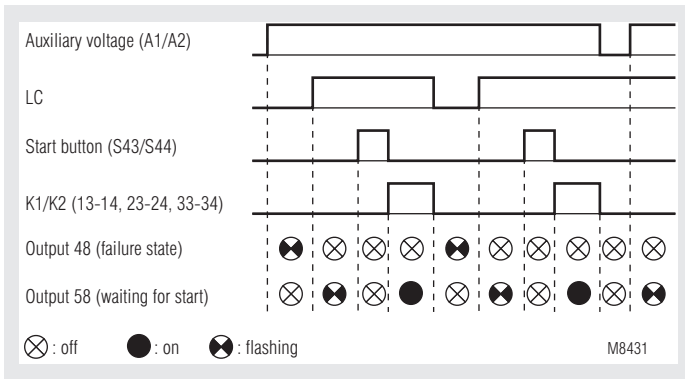 Auxiliary voltage (A1/A2)
LC
Start button (S43/S44)
K1/K2 (13-14, 23-24, 33-34)
Output 48 (failure state)
Output 58 (waiting for start)
: off : on : flashing M8431